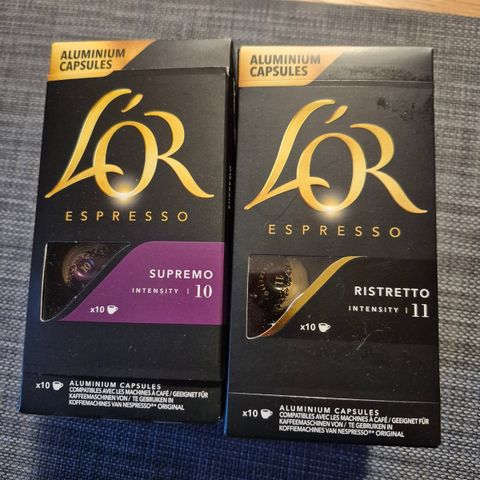 ALUMINIUM
CAPSULES
L'OR
ESPRESSO
SUPREMO
INTENSITY | 10
x10
x10 ALUMINIUM CAPSULES
COMPATIBLES AVEC LES MACHINES À CAFÉ / GEEIGNET FÜR
KAFFEEMASCHINEN VON / TE GEBRUIKEN IN
KOFFIEMACHINES VAN NESPRESSO** ORIGINAL
ALUMINIUM
CAPSULES
L'OR
ESPRESSO
RISTRETTO
INTENSITY | 11
x10
x10 ALUMINIUM CAPSULES
COMPATIBLES AVEC LES MACHINES À CAFÉ / GEEIGNET FÜR
KAFFEEMASCHINEN VON / TE GEBRUIKEN IN
KOFFIEMACHINES VAN NESPRESSO** ORIGINAL